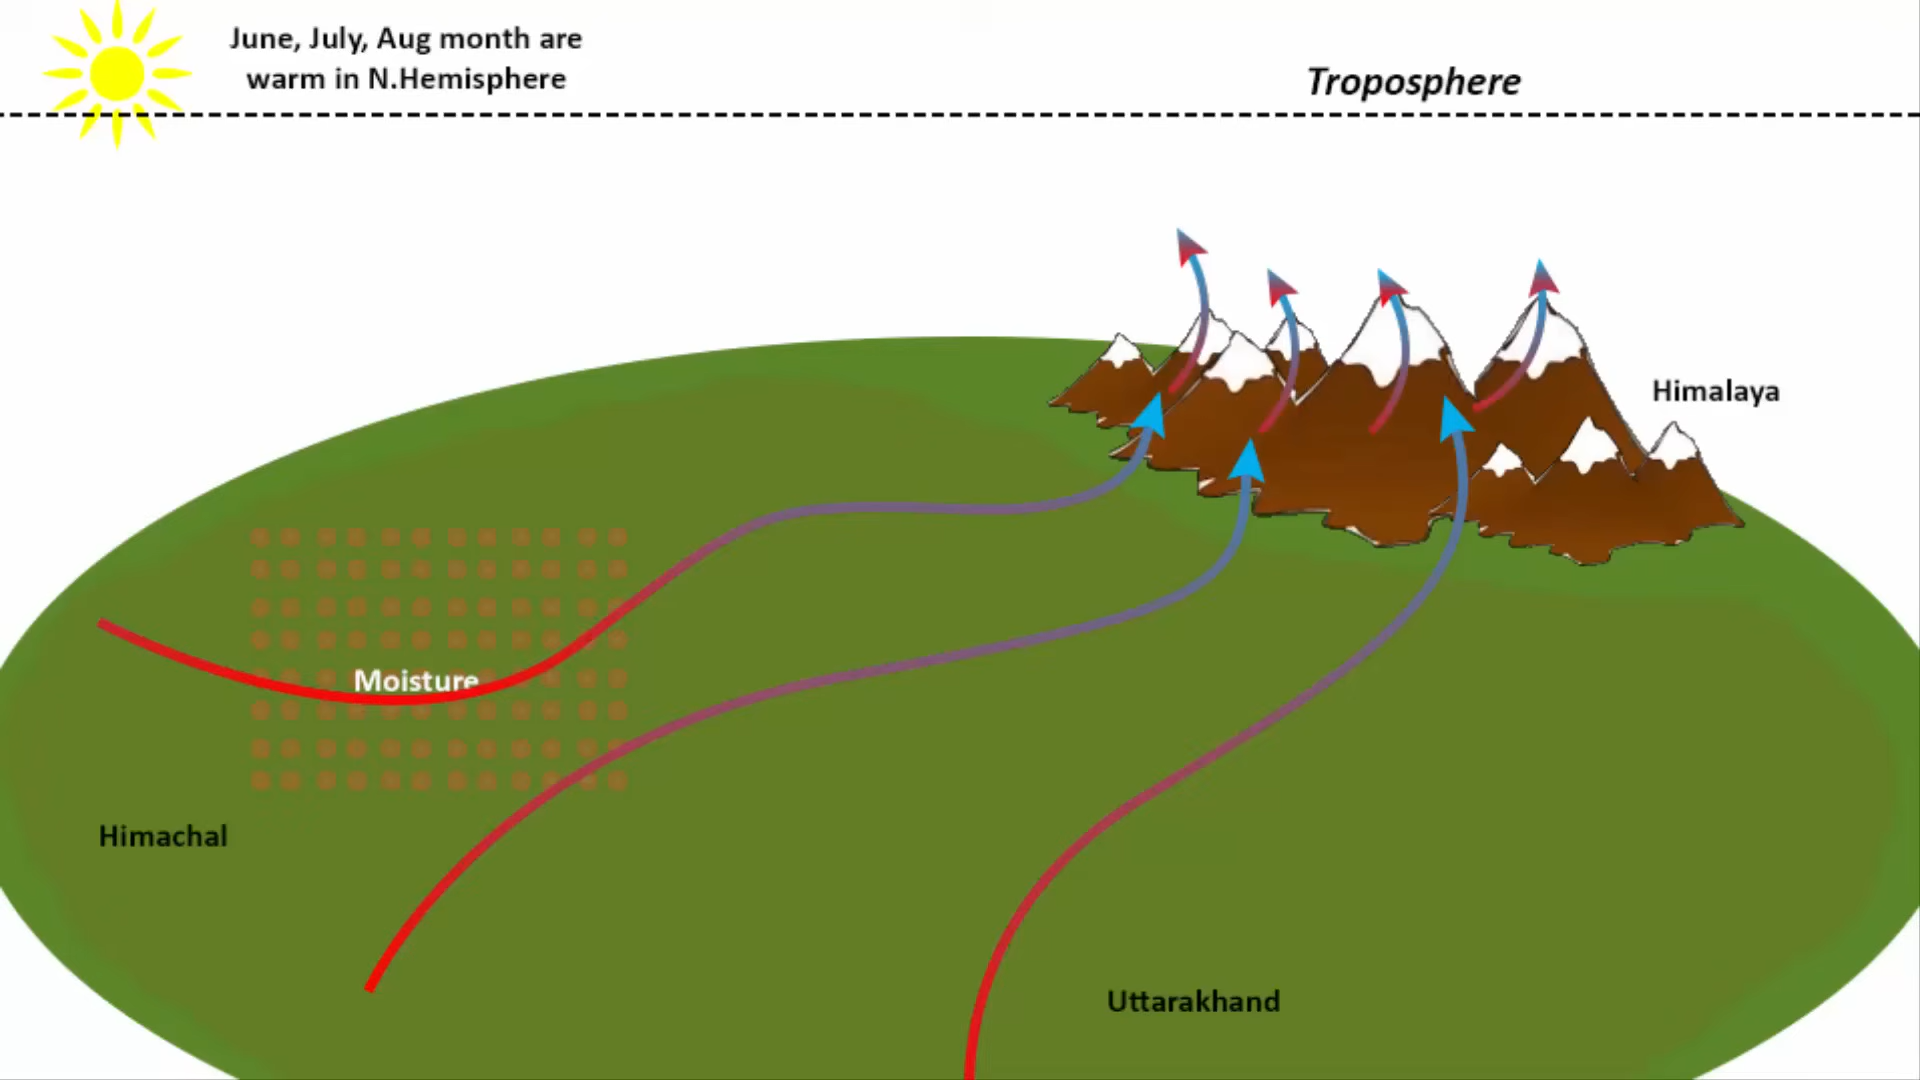 June, July, Aug month are
warm in N.Hemisphere
Troposphere
Himalaya
Moisture
Himachal
Uttarakhand